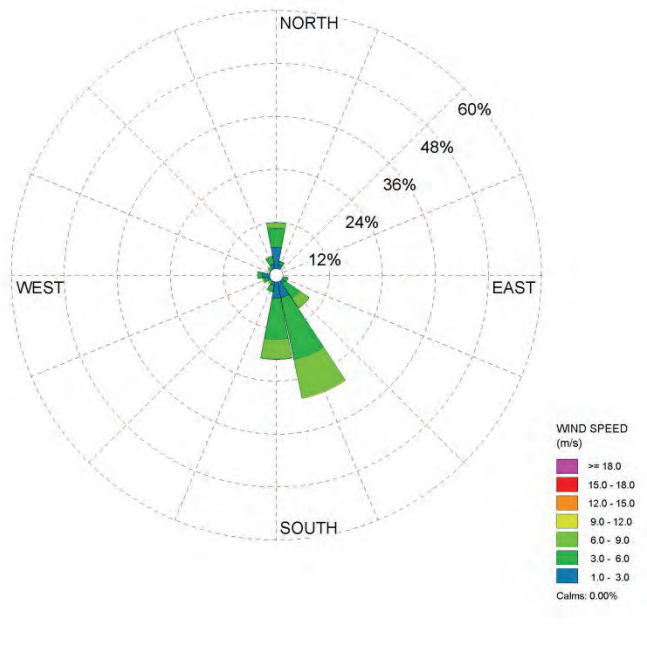 NORTH
60%
48%
36%
24%
12%
WEST
EAST
SOUTH
WIND SPEED
(m/s)
>= 18.0
15.0 - 18.0
12.0 - 15.0
9.0 - 12.0
6.0 - 9.0
3.0 - 6.0
1.0 - 3.0
Calms: 0.00%